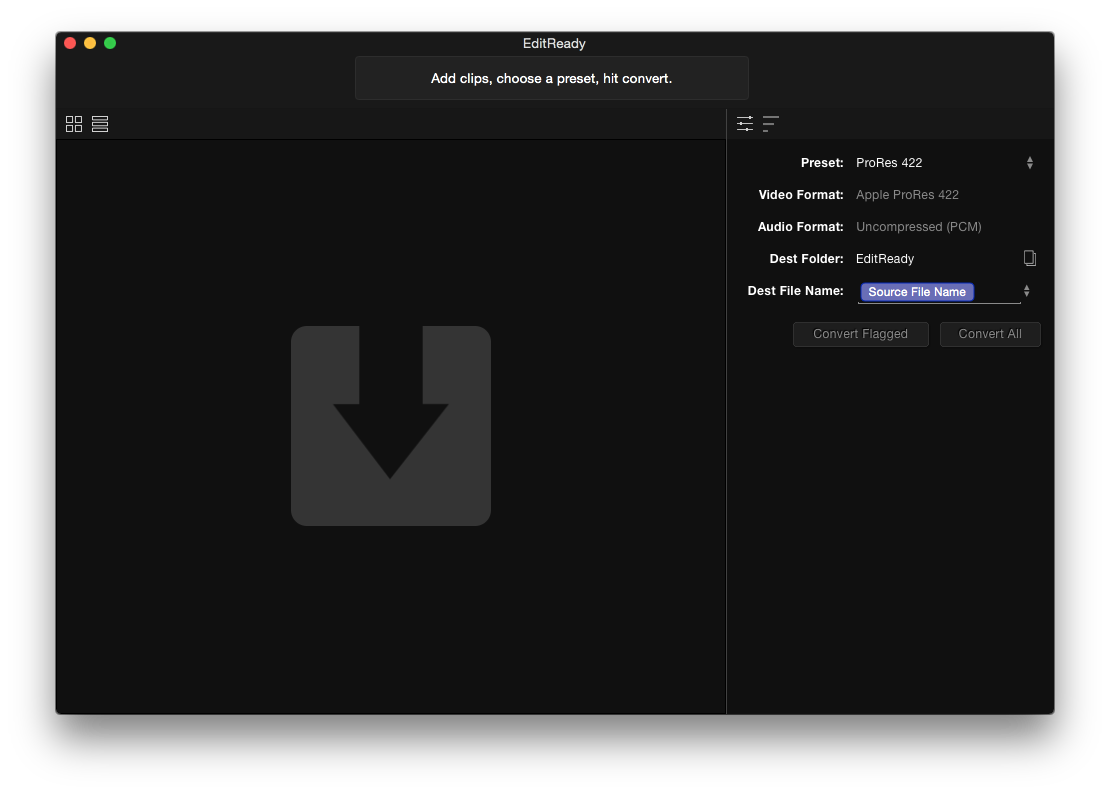 EditReady
Add clips, choose a preset, hit convert.
Preset: ProRes 422
Video Format: Apple ProRes 422
Audio Format: Uncompressed (PCM)
Dest Folder: EditReady
Dest File Name: Source File Name
Convert Flagged Convert All